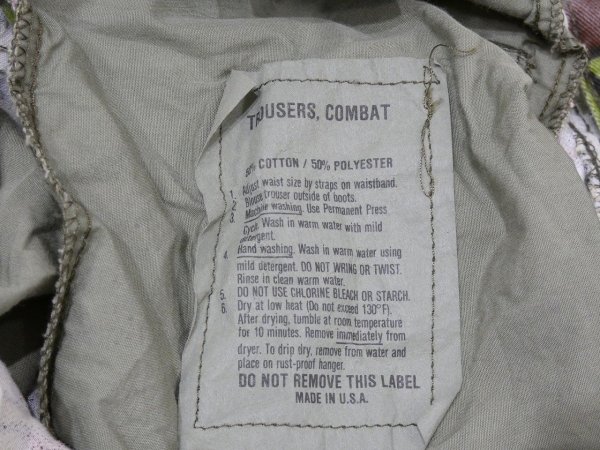 TROUSERS, COMBAT
50% COTTON / 50% POLYESTER
1. Adjust waist size by straps on waistband.
2. Blouse trouser outside of boots.
3. Machine washing. Use Permanent Press
Cycle. Wash in warm water with mild
detergent.
4. Hand washing. Wash in warm water using
mild detergent. DO NOT WRING OR TWIST.
Rinse in clean warm water.
5. DO NOT USE CHLORINE BLEACH OR STARCH.
6. Dry at low heat (Do not exceed 130°F).
After drying, tumble at room temperature
for 10 minutes. Remove immediately from
dryer. To drip dry, remove from water and
place on rust-proof hanger.
DO NOT REMOVE THIS LABEL
MADE IN U.S.A.